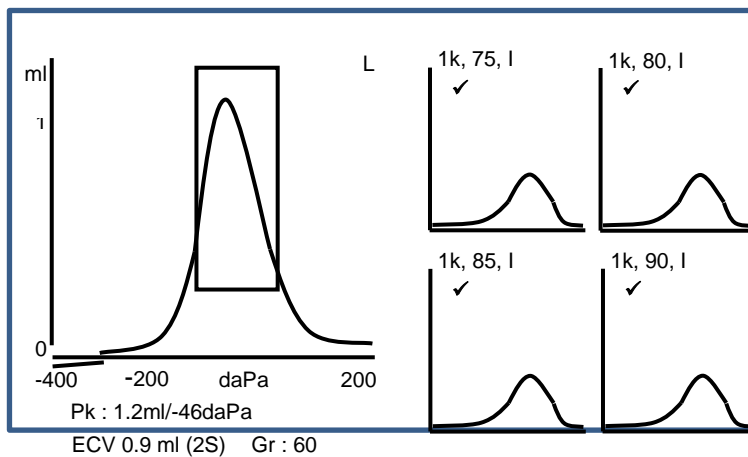 ml
L
1k, 75, I
✓
1k, 80, I
✓
0
-400
-200
daPa
200
1k, 85, I
✓
1k, 90, I
✓
Pk : 1.2ml/-46daPa
ECV 0.9 ml (2S) Gr : 60